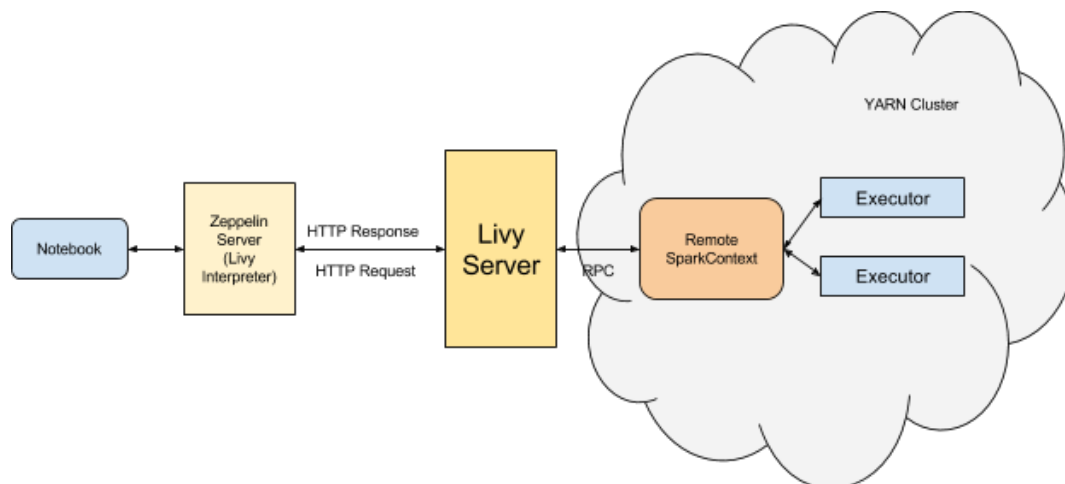 YARN Cluster
Notebook
Zeppelin
Server
(Livy
Interpreter)
HTTP Response
HTTP Request
Livy
Server
RPC
Remote
SparkContext
Executor
Executor